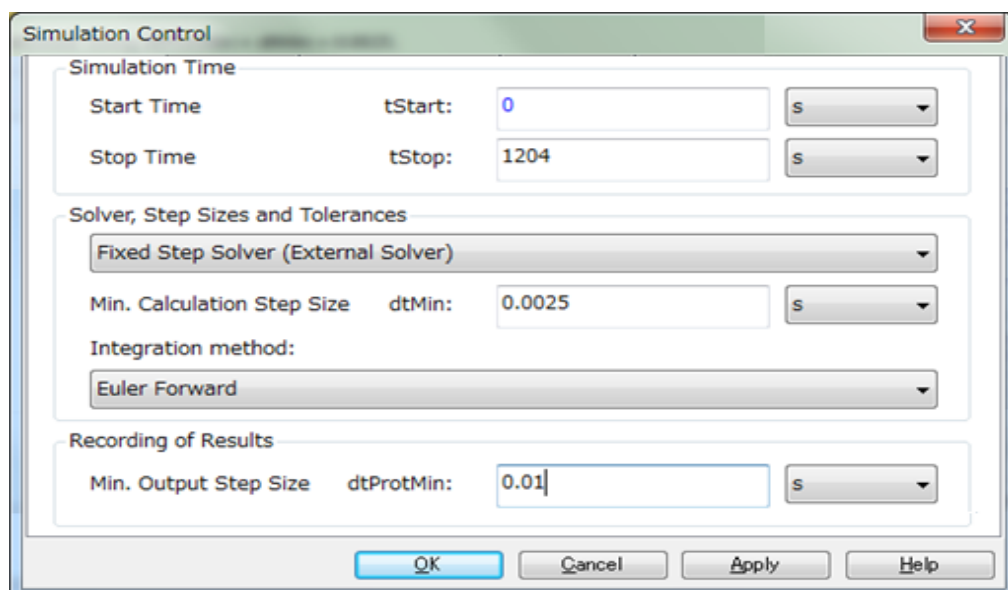 Simulation Control
Simulation Time
Start Time tStart: 0 s
Stop Time tStop: 1204 s
Solver, Step Sizes and Tolerances
Fixed Step Solver (External Solver)
Min. Calculation Step Size dtMin: 0.0025 s
Integration method:
Euler Forward
Recording of Results
Min. Output Step Size dtProtMin: 0.01 s
OK Cancel Apply Help